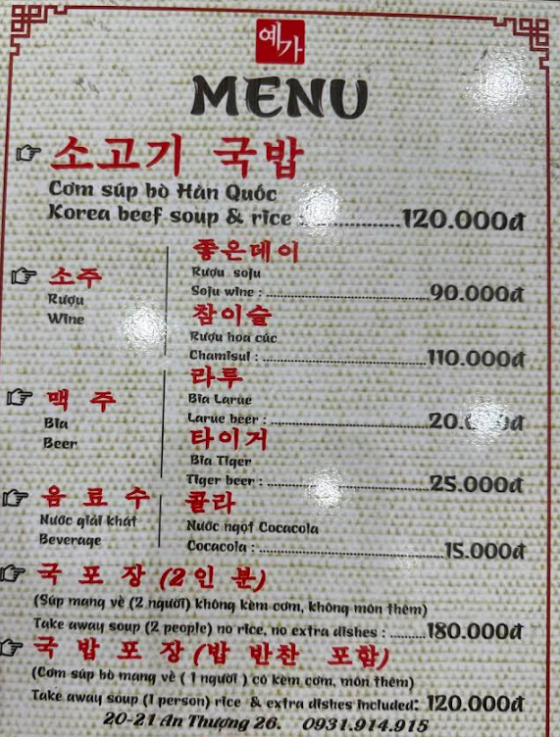 예가
MENU
소고기 국밥
Cơm súp bò Hàn Quốc
Korea beef soup & rice : ................120.000đ
소주
Rượu
Wine
좋은데이
Rượu soju
Soju wine : ................90.000đ
참이슬
Rượu hoa cúc
Chamisul : ................110.000đ
맥 주
Bia
Beer
라루
Bia Larue
Larue beer : ................
타이거
Bia Tiger
Tiger beer : ................25.000đ
음 료 수
Nước giải khát
Beverage
콜라
Nước ngọt Cocacola
Cocacola : ................15.000đ
국 포 장 (2 인 분)
(Súp mang về (2 người) không kèm cơm, không món thêm)
Take away soup (2 people) no rice, no extra dishes : .........180.000đ
국 밥 포 장 (밥 반찬 포함)
(Cơm súp bò mang về ( 1 người ) có kèm cơm, món thêm)
Take away soup (1 person) rice & extra dishes included: 120.000đ
20-21 An Thượng 26. 0931.914.915